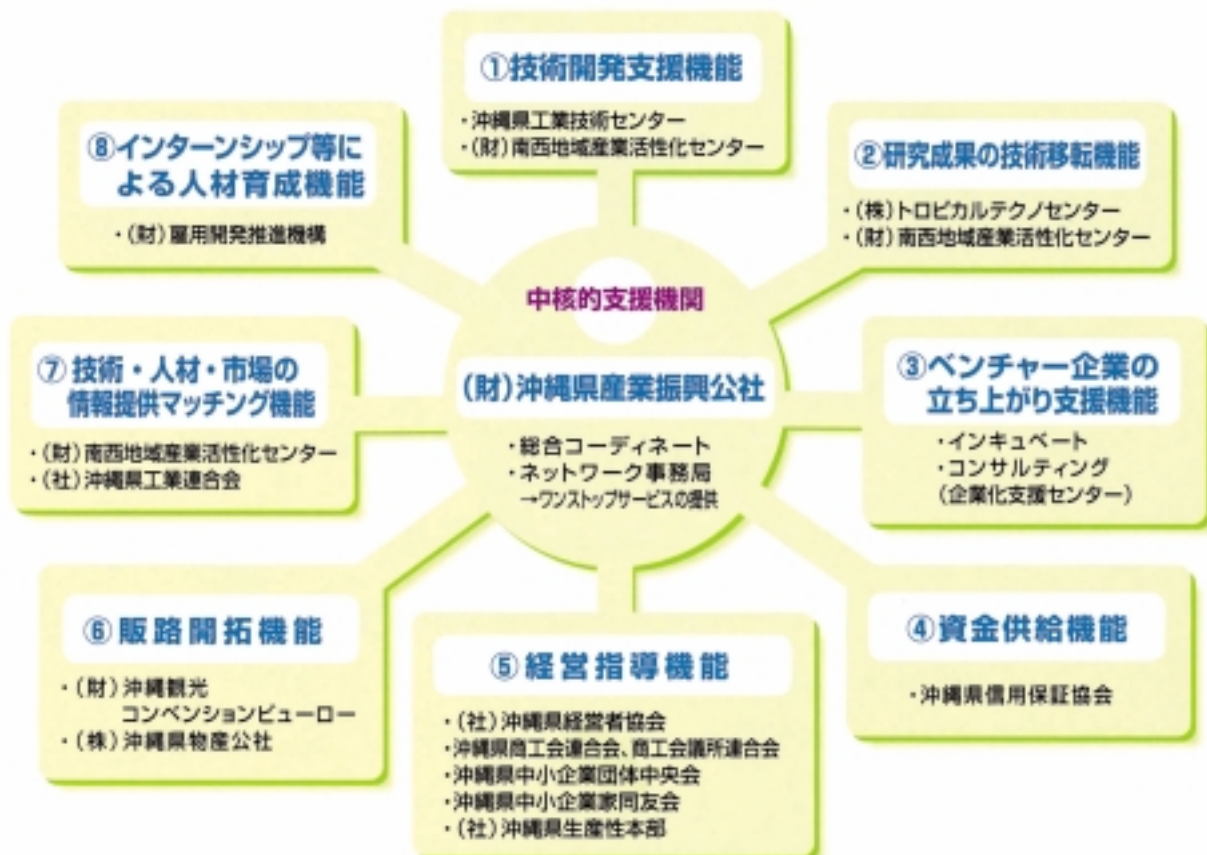 ①技術開発支援機能
・沖縄県工業技術センター
・(財)南西地域産業活性化センター
②研究成果の技術移転機能
・(株)トロピカルテクノセンター
・(財)南西地域産業活性化センター
③ベンチャー企業の
立ち上がり支援機能
・インキュベート
・コンサルティング
(企業化支援センター)
④資金供給機能
・沖縄県信用保証協会
⑤経営指導機能
・(社)沖縄県経営者協会
・沖縄県商工会連合会、商工会議所連合会
・沖縄県中小企業団体中央会
・沖縄県中小企業家同友会
・(社)沖縄県生産性本部
⑥販路開拓機能
・(財)沖縄観光
コンベンションビューロー
・(株)沖縄県物産公社
⑦技術・人材・市場の
情報提供マッチング機能
・(財)南西地域産業活性化センター
・(社)沖縄県工業連合会
⑧インターンシップ等に
よる人材育成機能
・(財)雇用開発推進機構
中核的支援機関
(財)沖縄県産業振興公社
・総合コーディネート
・ネットワーク事務局
→ワンストップサービスの提供